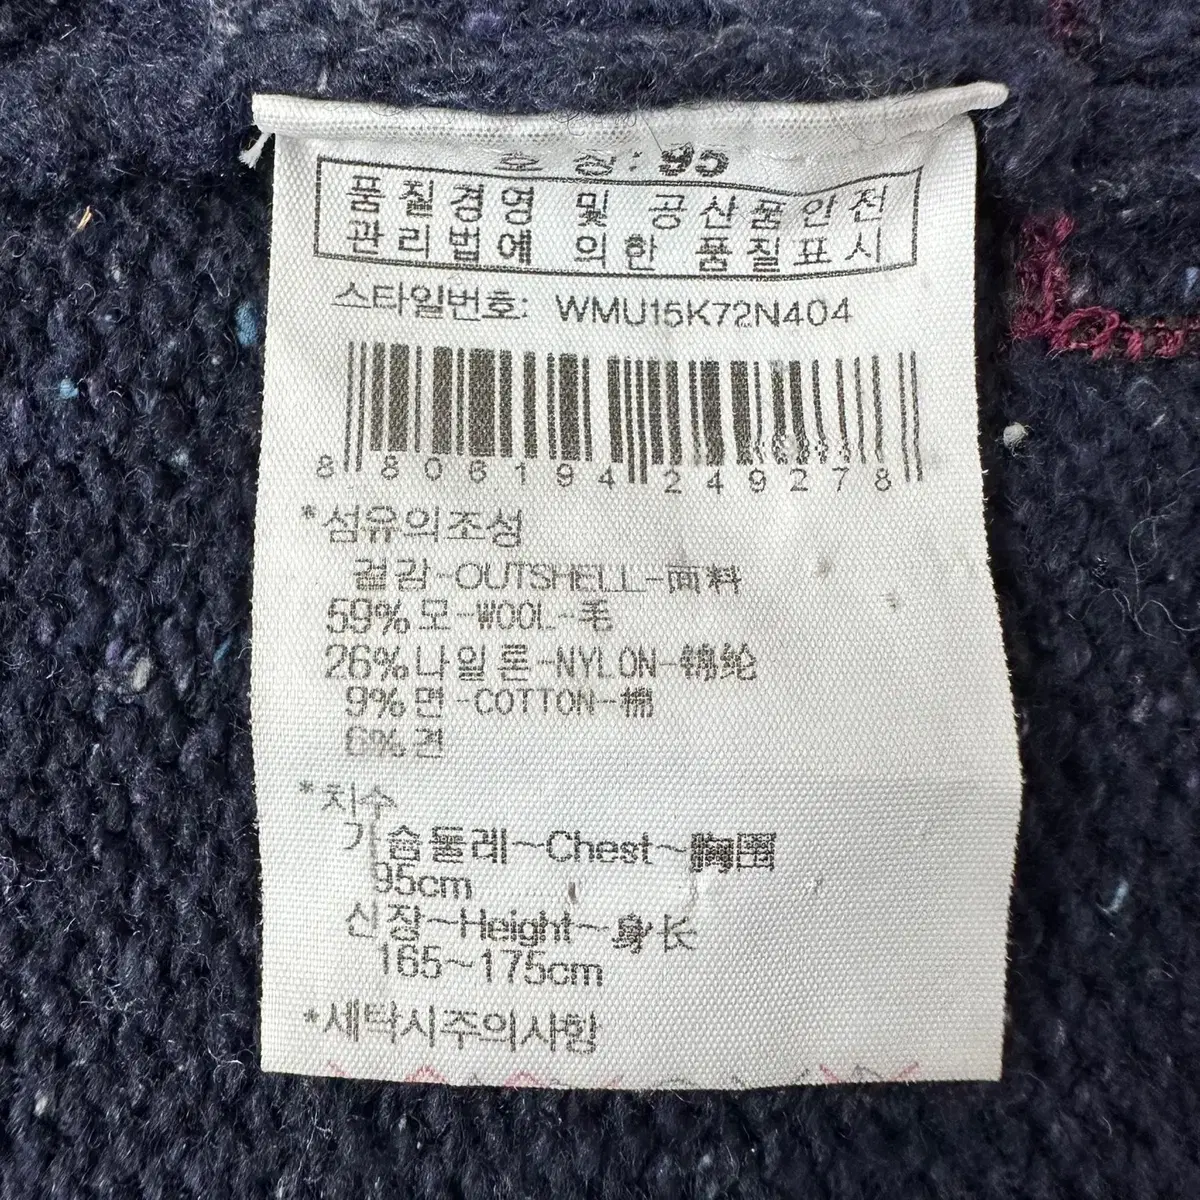 호 칭: 95
품질경영 및 공산품안전
관리법에 의한 품질표시
스타일번호: WMU15K72N404
8 806194 249278
*섬유의조성
겉감-OUTSHELL-面料
59% 모-WOOL-毛
26% 나일론-NYLON-锦纶
9% 면-COTTON-棉
6% 견
*치수
가슴둘레~Chest~胸围
95cm
신장~Height~身长
165~175cm
*세탁시주의사항